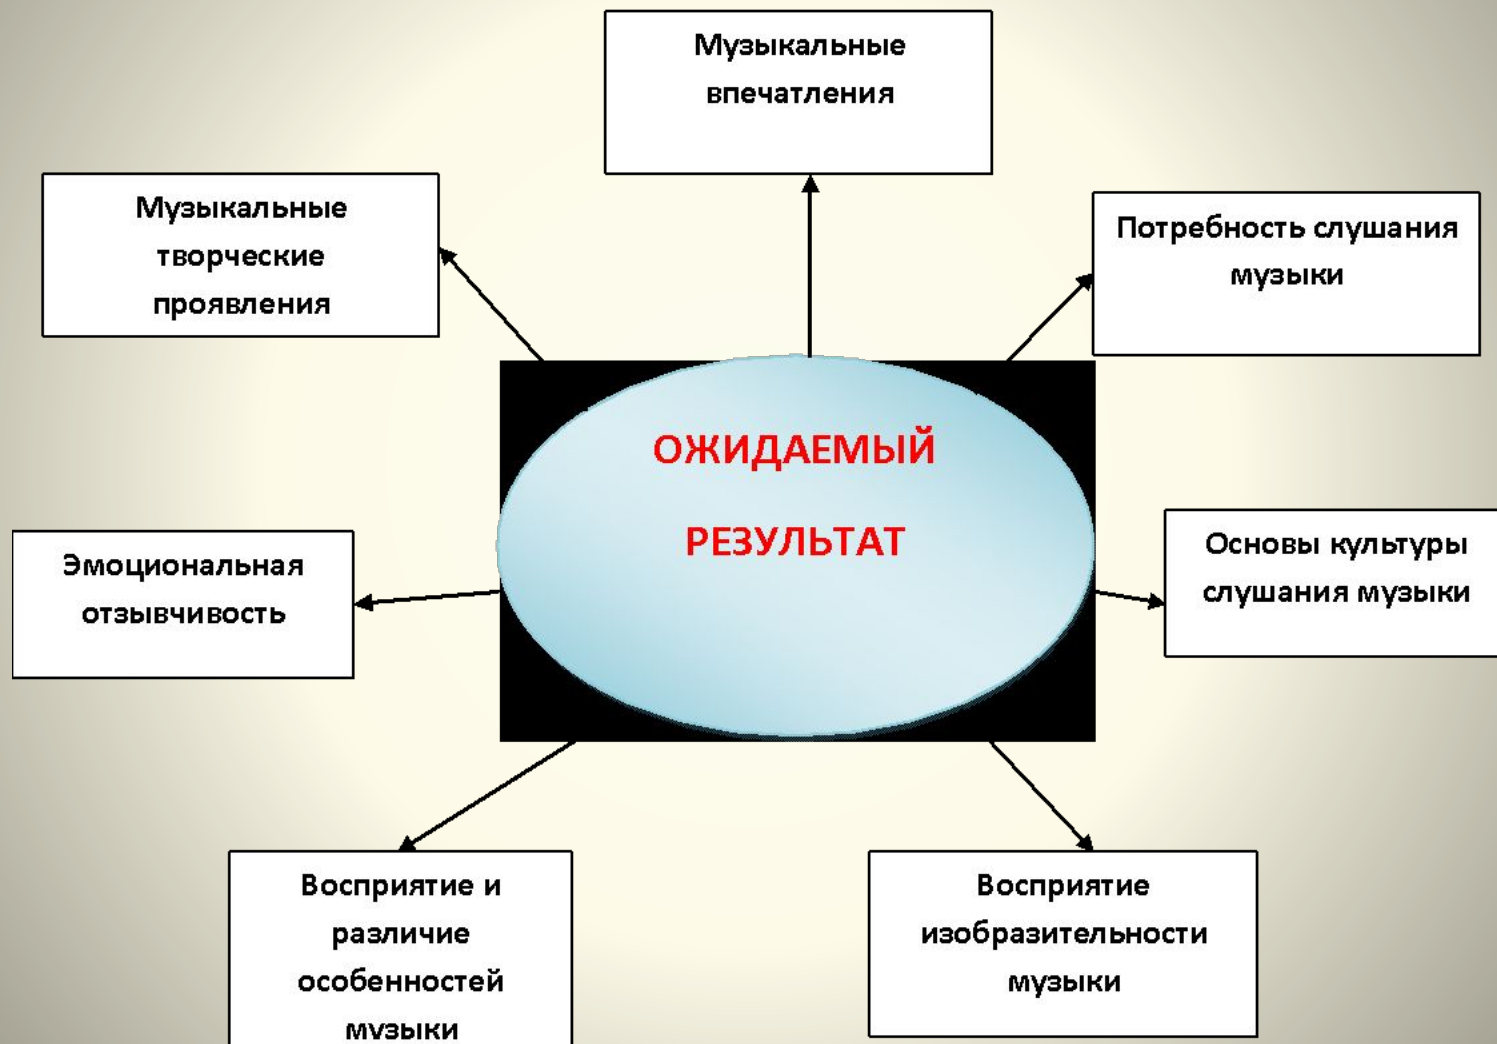 Музыкальные
впечатления
Музыкальные
творческие
проявления
Потребность слушания
музыки
ОЖИДАЕМЫЙ
РЕЗУЛЬТАТ
Эмоциональная
отзывчивость
Основы культуры
слушания музыки
Восприятие и
различие
особенностей
музыки
Восприятие
изобразительности
музыки